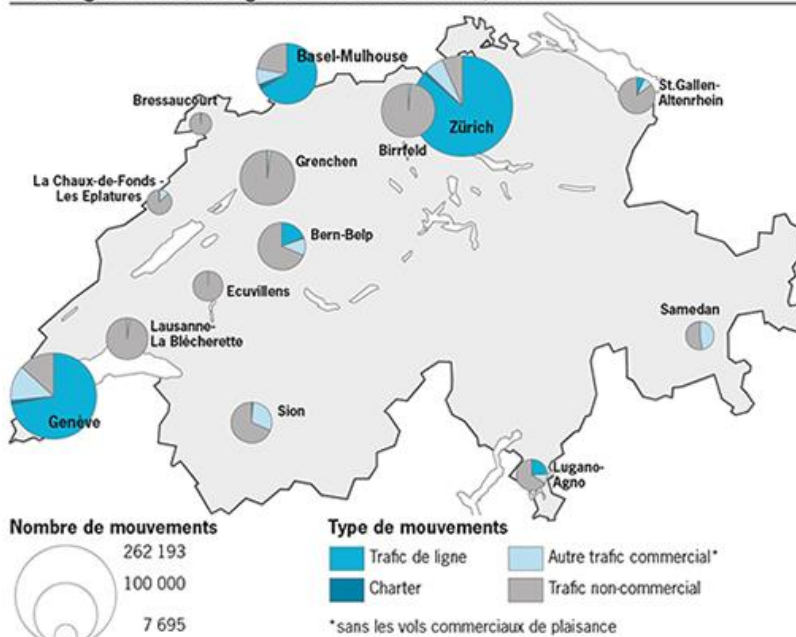 Basel-Mulhouse
Bressaucourt
St.Gallen-
Altenrhein
Zürich
Birrfeld
Grenchen
La Chaux-de-Fonds -
Les Eplatures
Bern-Belp
Ecuvillens
Samedan
Lausanne-
La Blécherette
Genève
Sion
Lugano-
Agno
Nombre de mouvements
262 193
100 000
7 695
Type de mouvements
Trafic de ligne
Autre trafic commercial*
Charter
Trafic non-commercial
*sans les vols commerciaux de plaisance